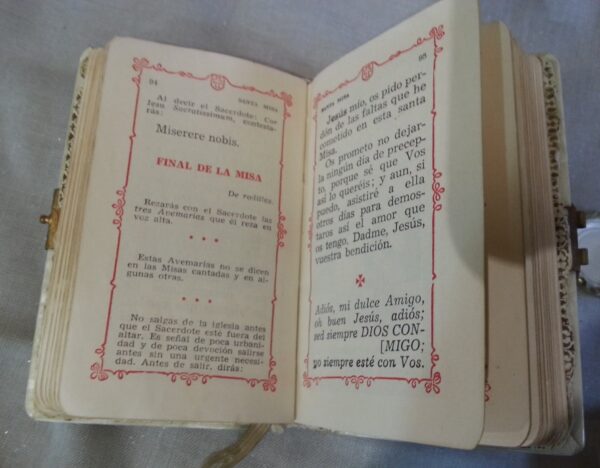 94
SANTA MISA
Al decir el Sacerdote: Cor
Jesu Sacratissimum, contesta-
rás:
Miserere nobis.
FINAL DE LA MISA
De rodillas.
Rezarás con el Sacerdote las
tres Avemarías que él reza en
voz alta.
* * *
Estas Avemarías no se dicen
en las Misas cantadas y en al-
gunas otras.
* * *
No salgas de la iglesia antes
que el Sacerdote esté fuera del
altar. Es señal de poca urbani-
dad y de poca devoción salirse
antes sin una urgente necesi-
dad. Antes de salir, dirás:
SANTA MISA
95
Jesús mío, os pido per-
dón de las faltas que he
cometido en esta santa
Misa.
Os prometo no dejar-
la ningún día de precep-
to, porque sé que Vos
así lo queréis; y aun, si
puedo, asistiré a ella
otros días para demos-
traros así el amor que
os tengo. Dadme, Jesús,
vuestra bendición.
Adiós, mi dulce Amigo,
oh buen Jesús, adiós;
sed siempre DIOS CON-
[MIGO;
yo siempre esté con Vos.